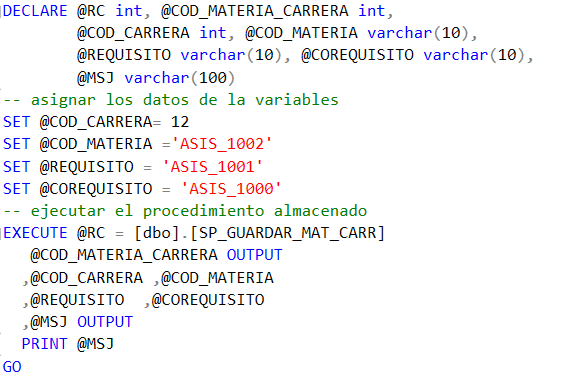 DECLARE @RC int, @COD_MATERIA_CARRERA int,
@COD_CARRERA int, @COD_MATERIA varchar(10),
@REQUISITO varchar(10), @COREQUISITO varchar(10),
@MSJ varchar(100)
-- asignar los datos de la variables
SET @COD_CARRERA= 12
SET @COD_MATERIA ='ASIS_1002'
SET @REQUISITO = 'ASIS_1001'
SET @COREQUISITO = 'ASIS_1000'
-- ejecutar el procedimiento almacenado
EXECUTE @RC = [dbo].[SP_GUARDAR_MAT_CARR]
@COD_MATERIA_CARRERA OUTPUT
,@COD_CARRERA ,@COD_MATERIA
,@REQUISITO  ,@COREQUISITO
,@MSJ OUTPUT
PRINT @MSJ
GO